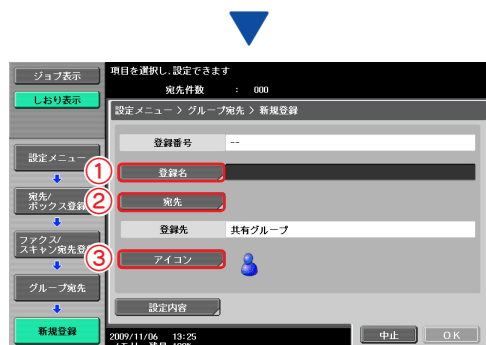 項目を選択し、設定できます
宛先件数 : 000
ジョブ表示
しおり表示
設定メニュー > グループ宛先 > 新規登録
登録番号 --
設定メニュー
① 登録名
宛先/
ボックス登録
② 宛先
登録先 共有グループ
ファクス/
スキャン宛先登録
③ アイコン
グループ宛先
設定内容
新規登録
2009/11/06 13:25
中止 OK